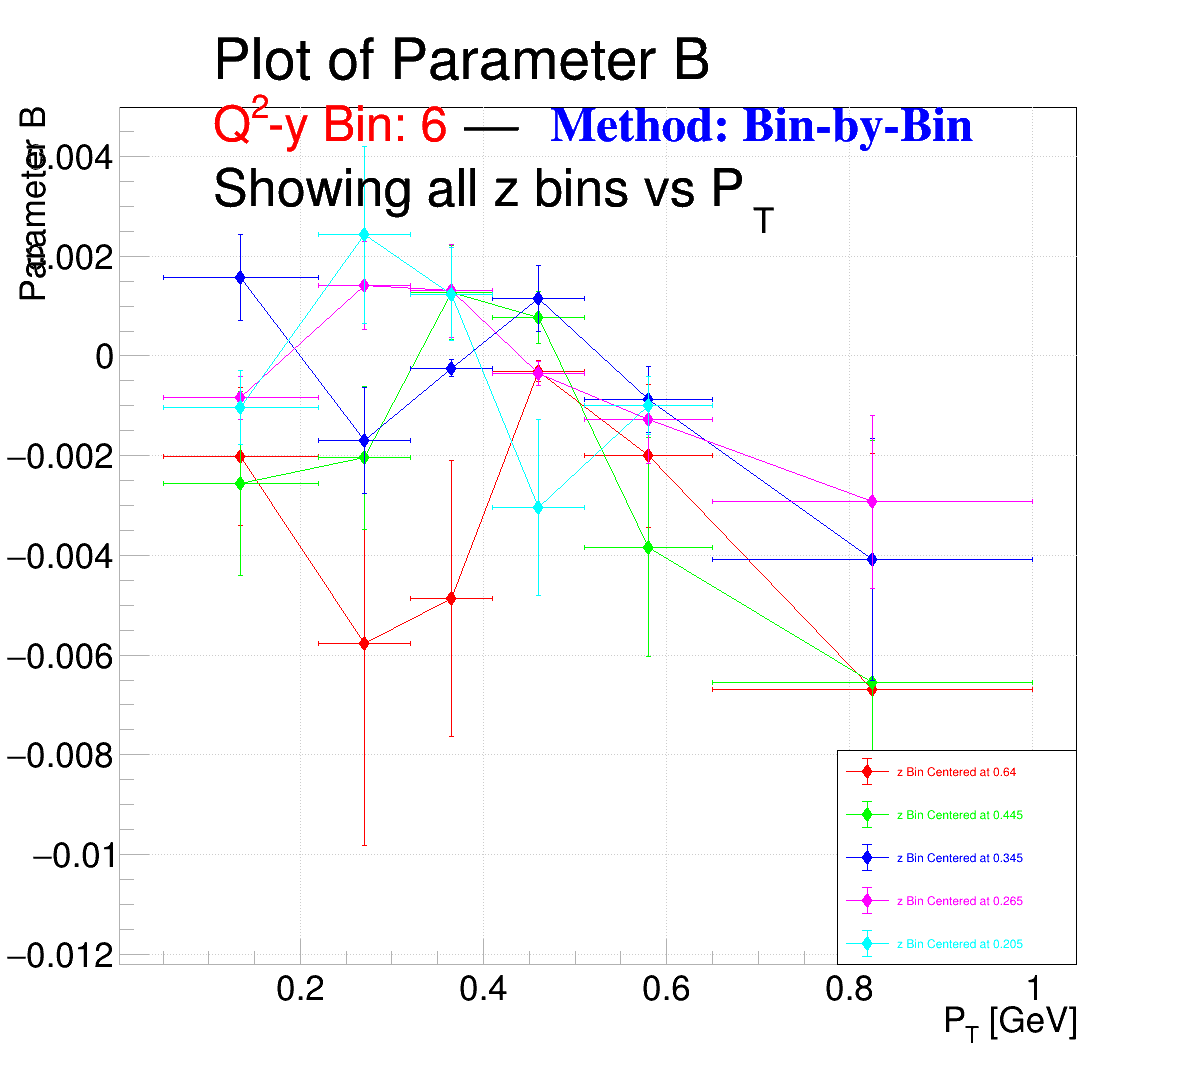 Plot of Parameter B
Q²-y Bin: 6 — Method: Bin-by-Bin
Showing all z bins vs P_T
Parameter B
0.004
0.002
0
−0.002
−0.004
−0.006
−0.008
−0.01
−0.012
z Bin Centered at 0.64
z Bin Centered at 0.445
z Bin Centered at 0.345
z Bin Centered at 0.265
z Bin Centered at 0.205
0.2 0.4 0.6 0.8 1
P_T [GeV]